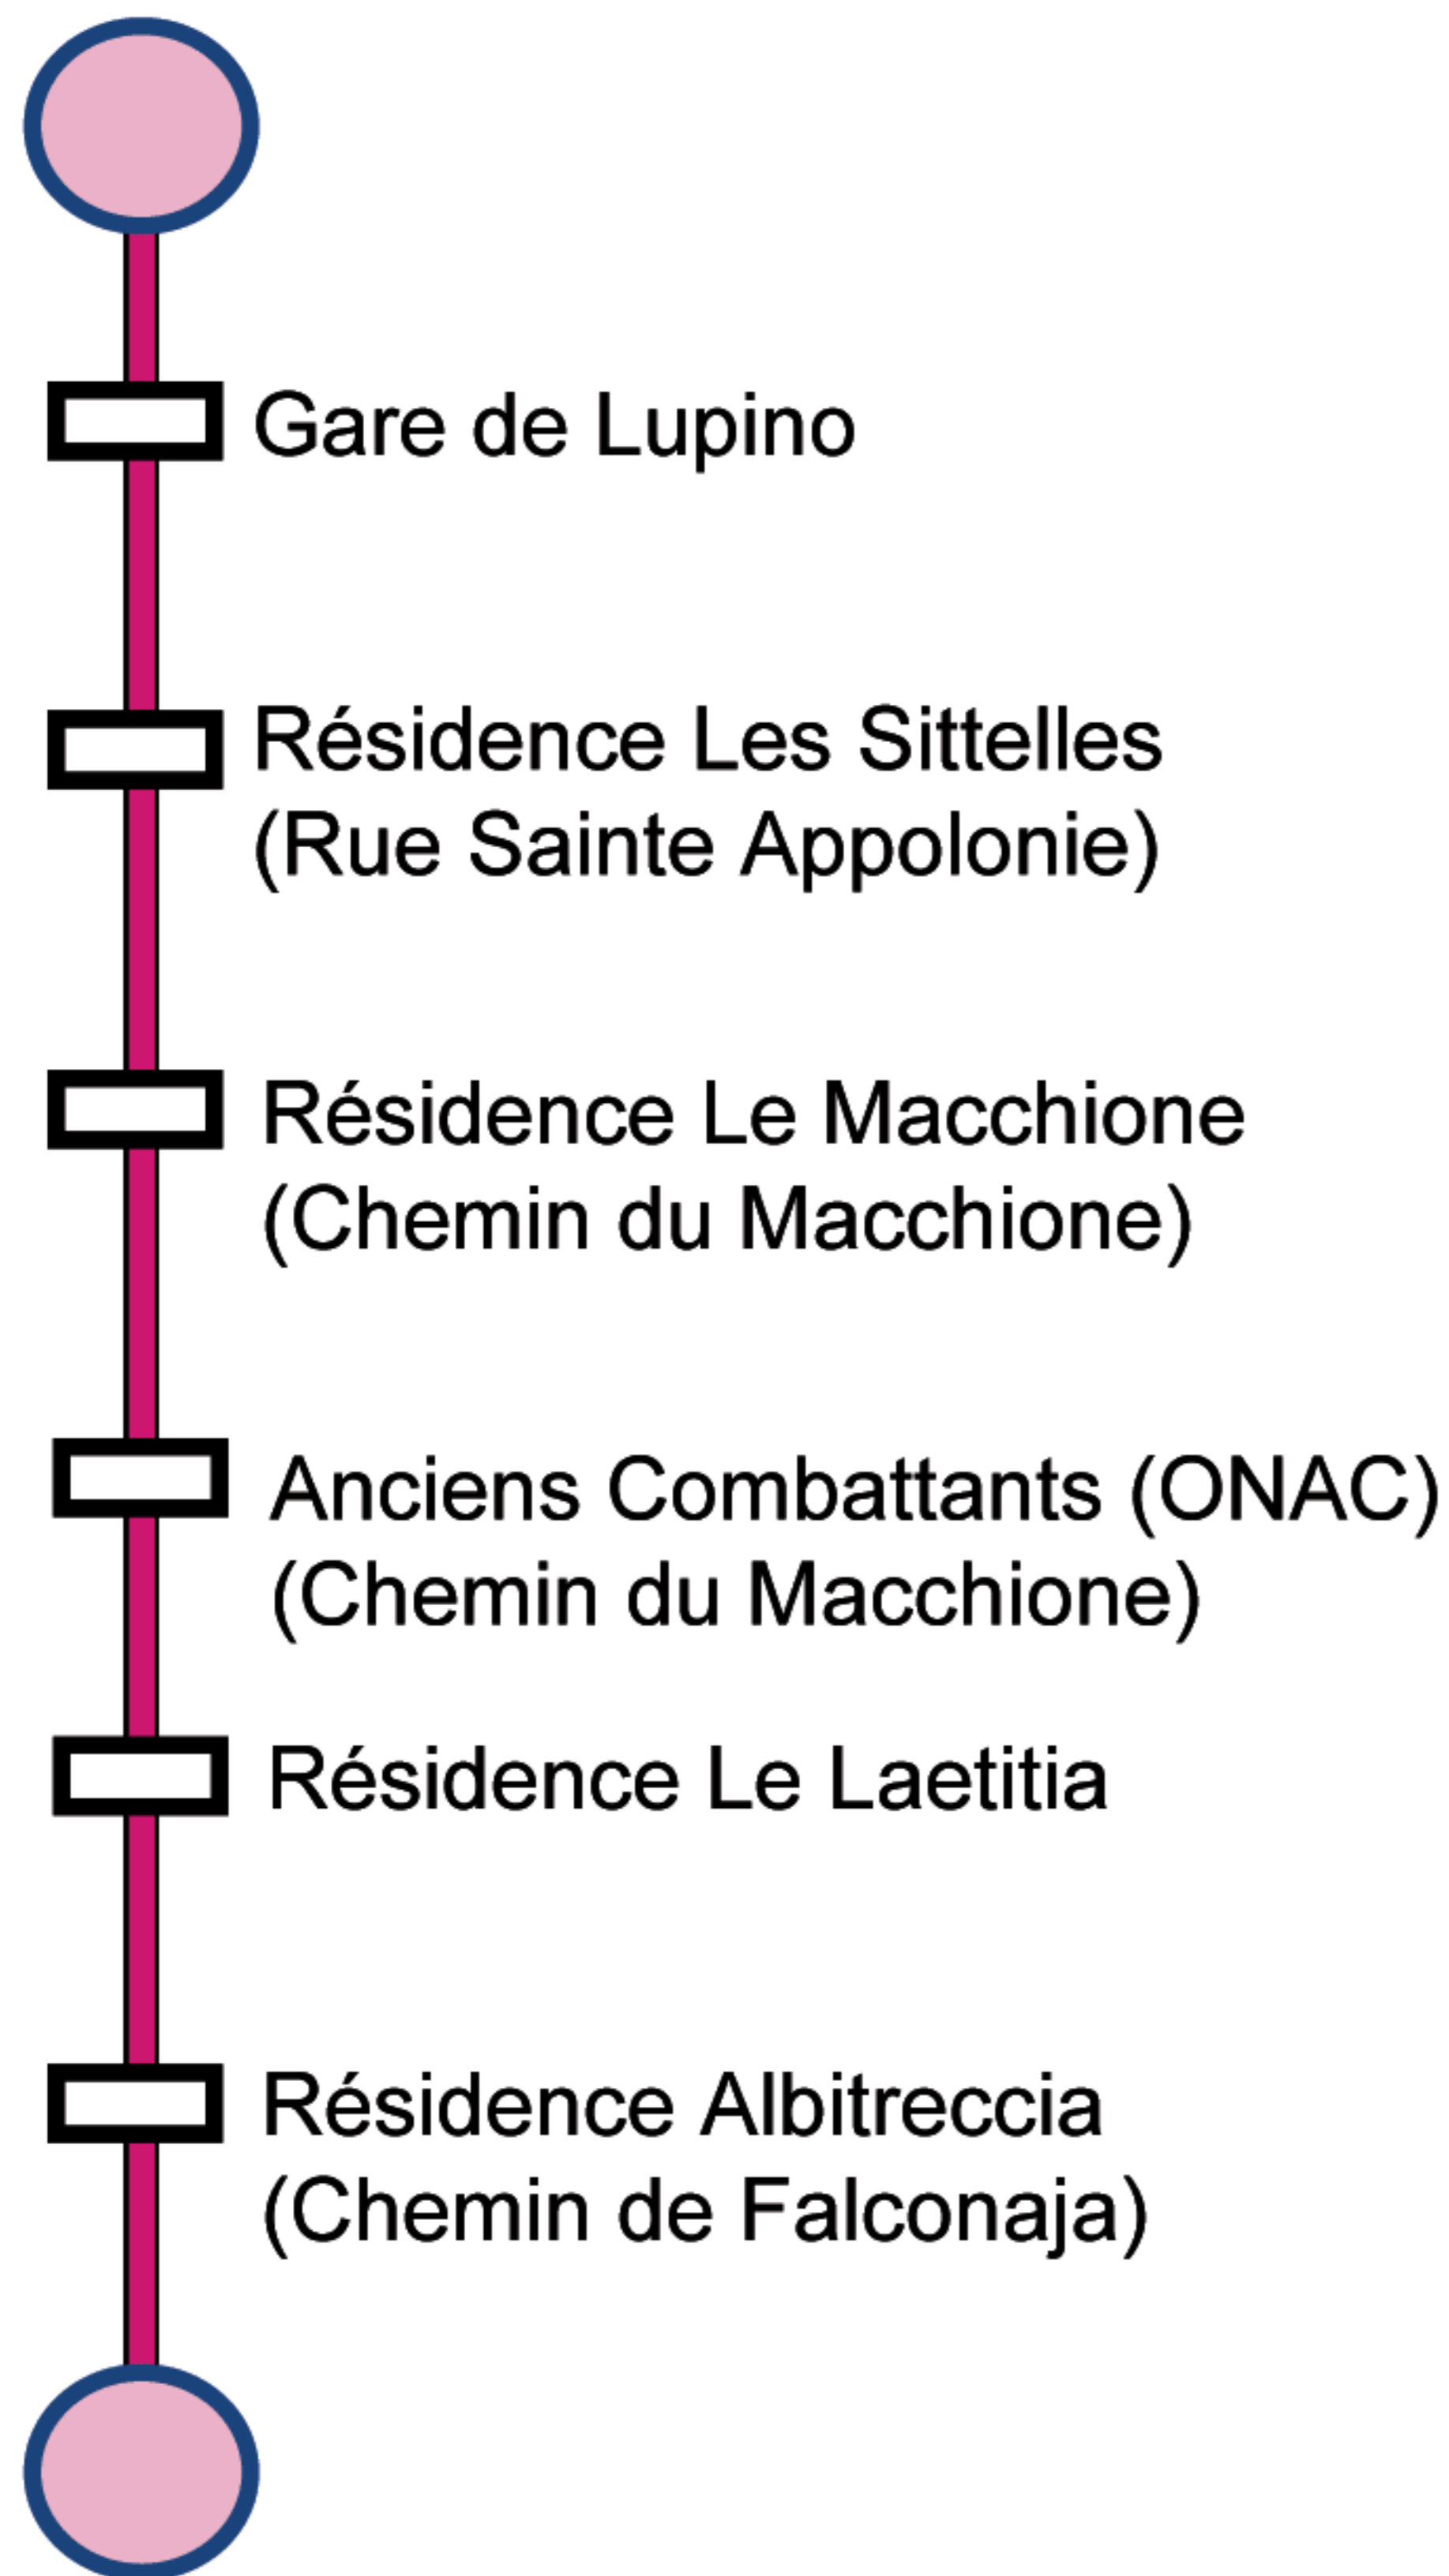 Gare de Lupino
Résidence Les Sittelles
(Rue Sainte Appolonie)
Résidence Le Macchione
(Chemin du Macchione)
Anciens Combattants (ONAC)
(Chemin du Macchione)
Résidence Le Laetitia
Résidence Albitreccia
(Chemin de Falconaja)